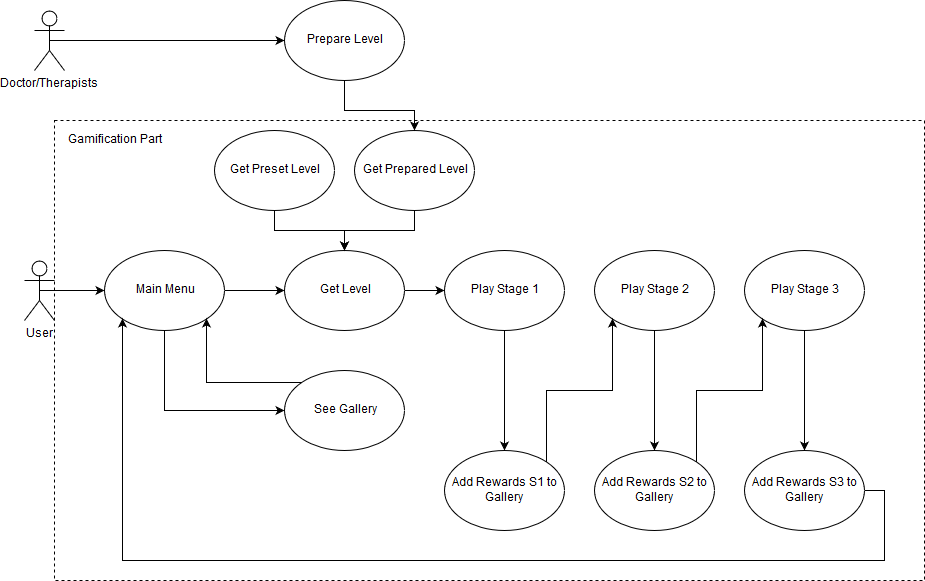 Prepare Level
Doctor/Therapists
Gamification Part
Get Preset Level
Get Prepared Level
User
Main Menu
Get Level
Play Stage 1
Play Stage 2
Play Stage 3
See Gallery
Add Rewards S1 to
Gallery
Add Rewards S2 to
Gallery
Add Rewards S3 to
Gallery